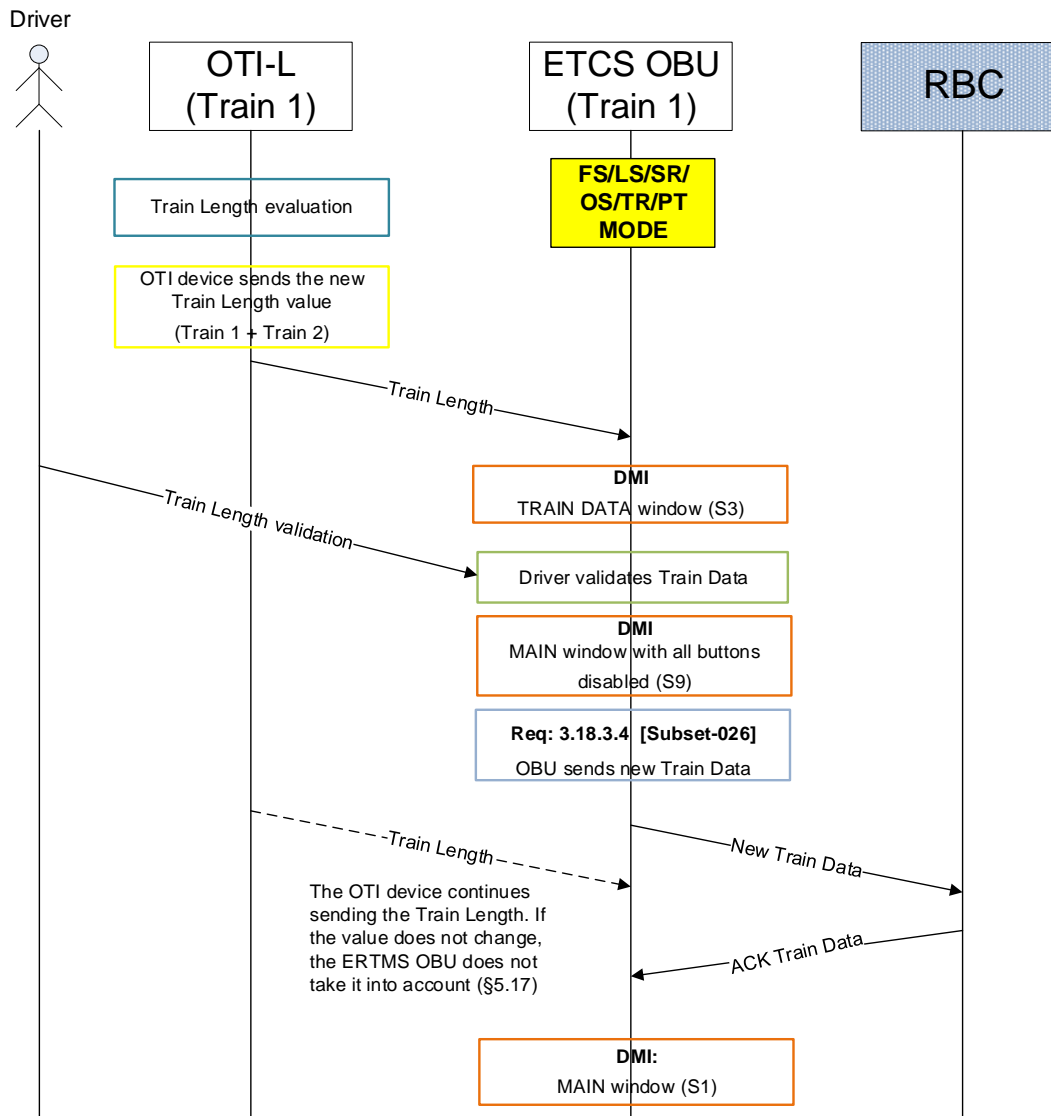 Driver
OTI-L
(Train 1)
ETCS OBU
(Train 1)
RBC
FS/LS/SR/
OS/TR/PT
MODE
Train Length evaluation
OTI device sends the new
Train Length value
(Train 1 + Train 2)
Train Length
DMI
TRAIN DATA window (S3)
Train Length validation
Driver validates Train Data
DMI
MAIN window with all buttons
disabled (S9)
Req: 3.18.3.4 [Subset-026]
OBU sends new Train Data
Train Length
New Train Data
The OTI device continues
sending the Train Length. If
the value does not change,
the ERTMS OBU does not
take it into account (§5.17)
ACK Train Data
DMI:
MAIN window (S1)